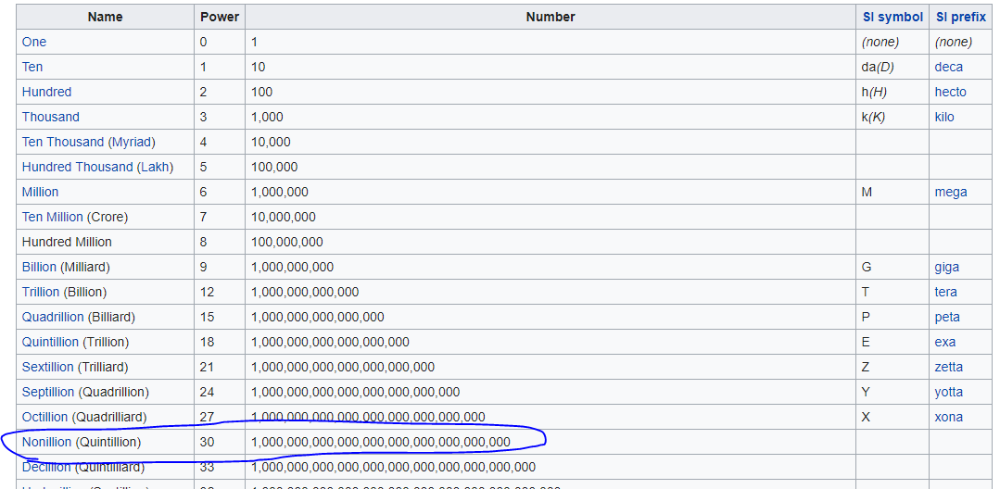 Name Power Number SI symbol SI prefix
One 0 1 (none) (none)
Ten 1 10 da(D) deca
Hundred 2 100 h(H) hecto
Thousand 3 1,000 k(K) kilo
Ten Thousand (Myriad) 4 10,000
Hundred Thousand (Lakh) 5 100,000
Million 6 1,000,000 M mega
Ten Million (Crore) 7 10,000,000
Hundred Million 8 100,000,000
Billion (Milliard) 9 1,000,000,000 G giga
Trillion (Billion) 12 1,000,000,000,000 T tera
Quadrillion (Billiard) 15 1,000,000,000,000,000 P peta
Quintillion (Trillion) 18 1,000,000,000,000,000,000 E exa
Sextillion (Trilliard) 21 1,000,000,000,000,000,000,000 Z zetta
Septillion (Quadrillion) 24 1,000,000,000,000,000,000,000,000 Y yotta
Octillion (Quadrilliard) 27 1,000,000,000,000,000,000,000,000,000 X xona
Nonillion (Quintillion) 30 1,000,000,000,000,000,000,000,000,000,000
Decillion (Quintilliard) 33 1,000,000,000,000,000,000,000,000,000,000,000